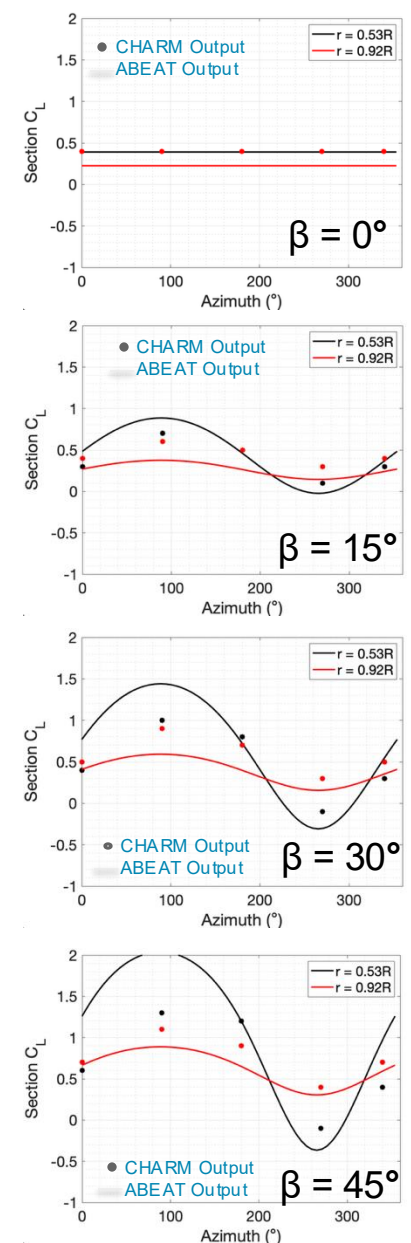 2
1.5
1
0.5
0
-0.5
-1
Section C_L
CHARM Output
ABEAT Output
r = 0.53R
r = 0.92R
β = 0°
0 100 200 300
Azimuth (°)
2
1.5
1
0.5
0
-0.5
-1
Section C_L
CHARM Output
ABEAT Output
r = 0.53R
r = 0.92R
β = 15°
0 100 200 300
Azimuth (°)
2
1.5
1
0.5
0
-0.5
-1
Section C_L
r = 0.53R
r = 0.92R
CHARM Output
ABEAT Output
β = 30°
0 100 200 300
Azimuth (°)
2
1.5
1
0.5
0
-0.5
-1
Section C_L
r = 0.53R
r = 0.92R
CHARM Output
ABEAT Output
β = 45°
0 100 200 300
Azimuth (°)